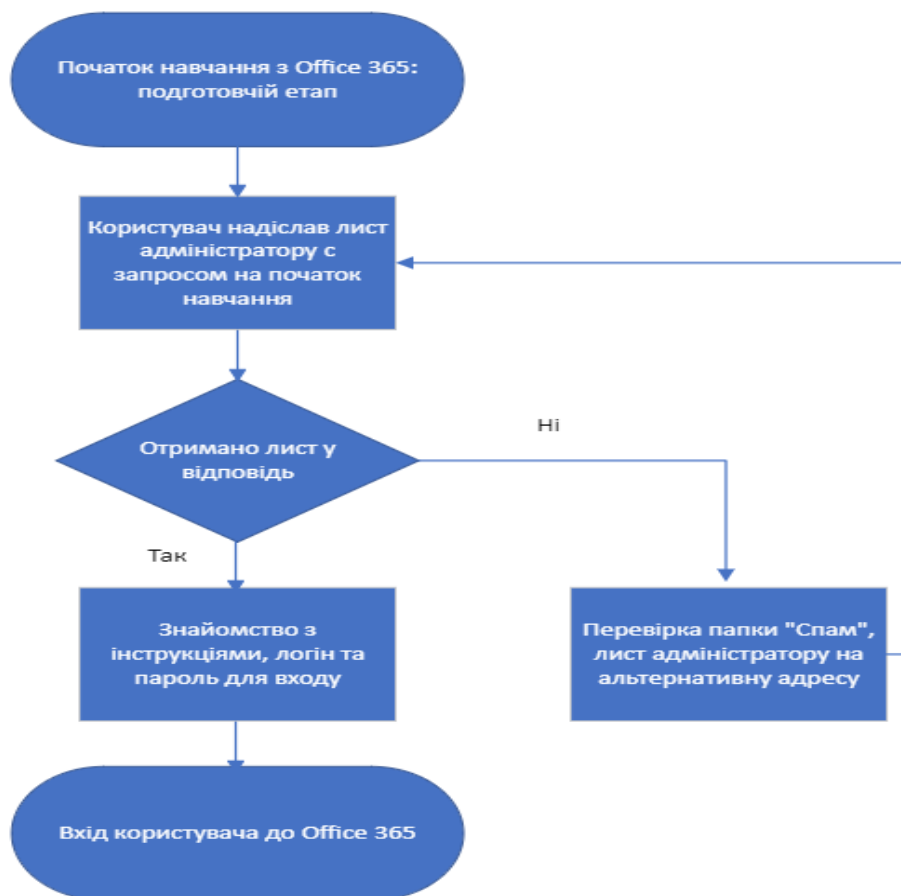 Початок навчання з Office 365:
подготовчій етап
Користувач надіслав лист
адміністратору с
запросом на початок
навчання
Отримано лист у
відповідь
Ні
Так
Знайомство з
інструкціями, логін та
пароль для входу
Перевірка папки "Спам",
лист адміністратору на
альтернативну адресу
Вхід користувача до Office 365